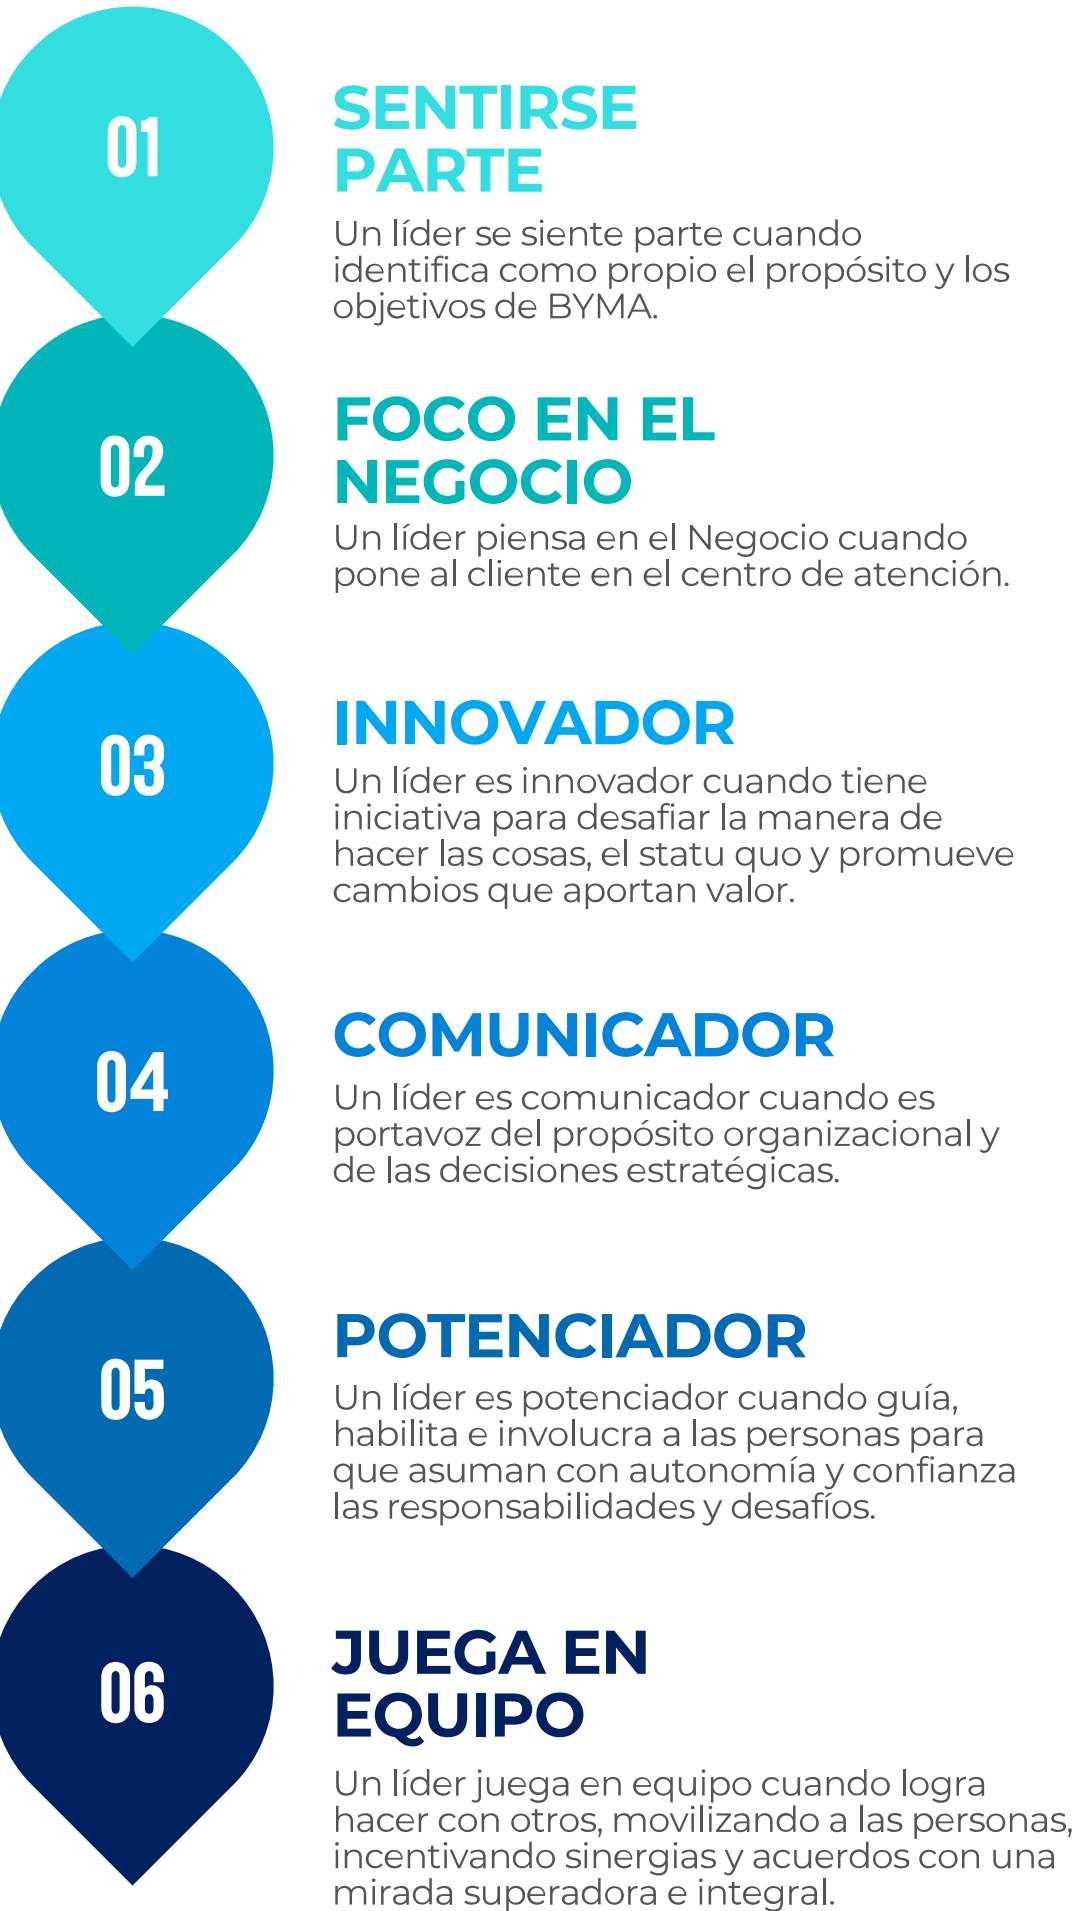 01
SENTIRSE
PARTE
Un líder se siente parte cuando
identifica como propio el propósito y los
objetivos de BYMA.
02
FOCO EN EL
NEGOCIO
Un líder piensa en el Negocio cuando
pone al cliente en el centro de atención.
03
INNOVADOR
Un líder es innovador cuando tiene
iniciativa para desafiar la manera de
hacer las cosas, el statu quo y promueve
cambios que aportan valor.
04
COMUNICADOR
Un líder es comunicador cuando es
portavoz del propósito organizacional y
de las decisiones estratégicas.
05
POTENCIADOR
Un líder es potenciador cuando guía,
habilita e involucra a las personas para
que asuman con autonomía y confianza
las responsabilidades y desafíos.
06
JUEGA EN
EQUIPO
Un líder juega en equipo cuando logra
hacer con otros, movilizando a las personas,
incentivando sinergias y acuerdos con una
mirada superadora e integral.